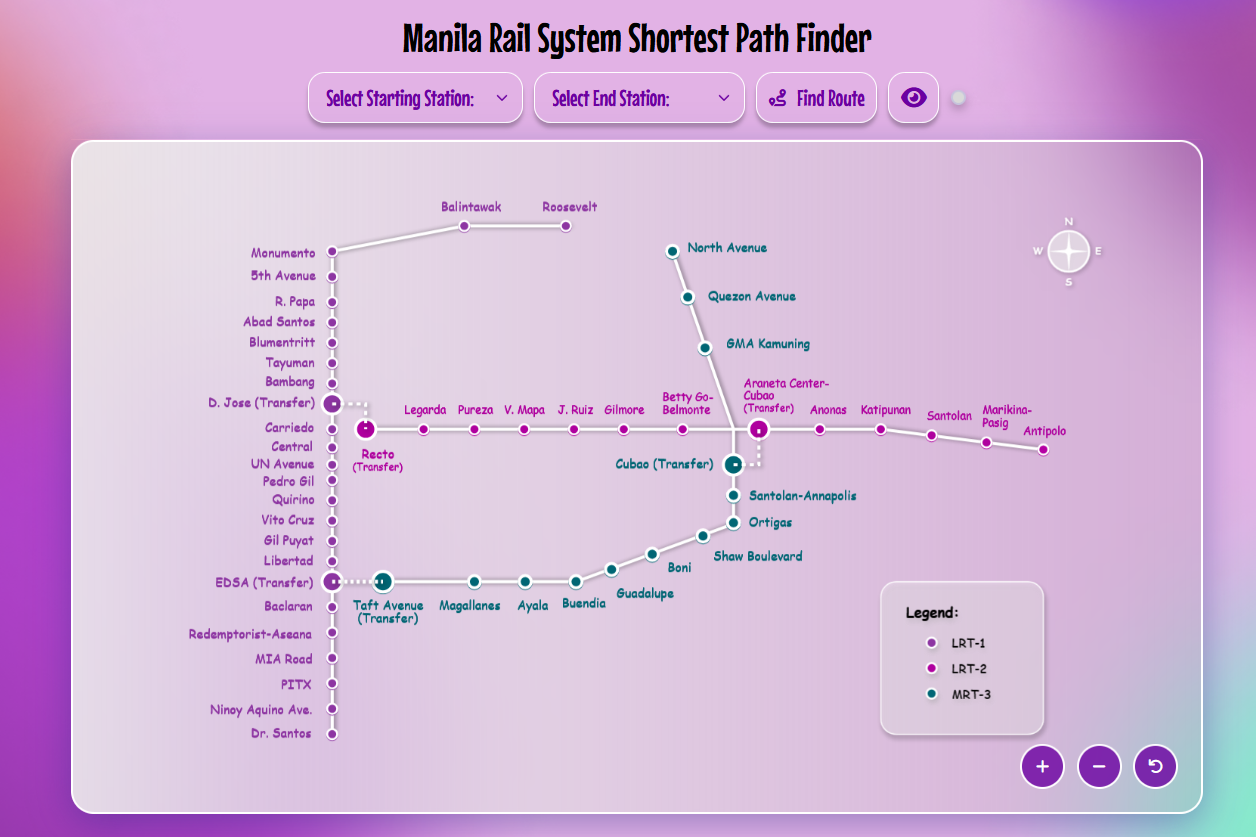 Manila Rail System Shortest Path Finder
Select Starting Station:
Select End Station:
Find Route
Balintawak
Roosevelt
Monumento
5th Avenue
R. Papa
Abad Santos
Blumentritt
Tayuman
Bambang
D. Jose (Transfer)
Carriedo
Central
UN Avenue
Pedro Gil
Quirino
Vito Cruz
Gil Puyat
Libertad
EDSA (Transfer)
Baclaran
Redemptorist-Aseana
MIA Road
PITX
Ninoy Aquino Ave.
Dr. Santos
Recto
(Transfer)
Legarda
Pureza
V. Mapa
J. Ruiz
Gilmore
Betty Go-
Belmonte
Araneta Center-
Cubao
(Transfer)
Anonas
Katipunan
Santolan
Marikina-
Pasig
Antipolo
North Avenue
Quezon Avenue
GMA Kamuning
Cubao (Transfer)
Santolan-Annapolis
Ortigas
Shaw Boulevard
Boni
Guadalupe
Buendia
Ayala
Magallanes
Taft Avenue
(Transfer)
N
W
E
S
Legend:
LRT-1
LRT-2
MRT-3